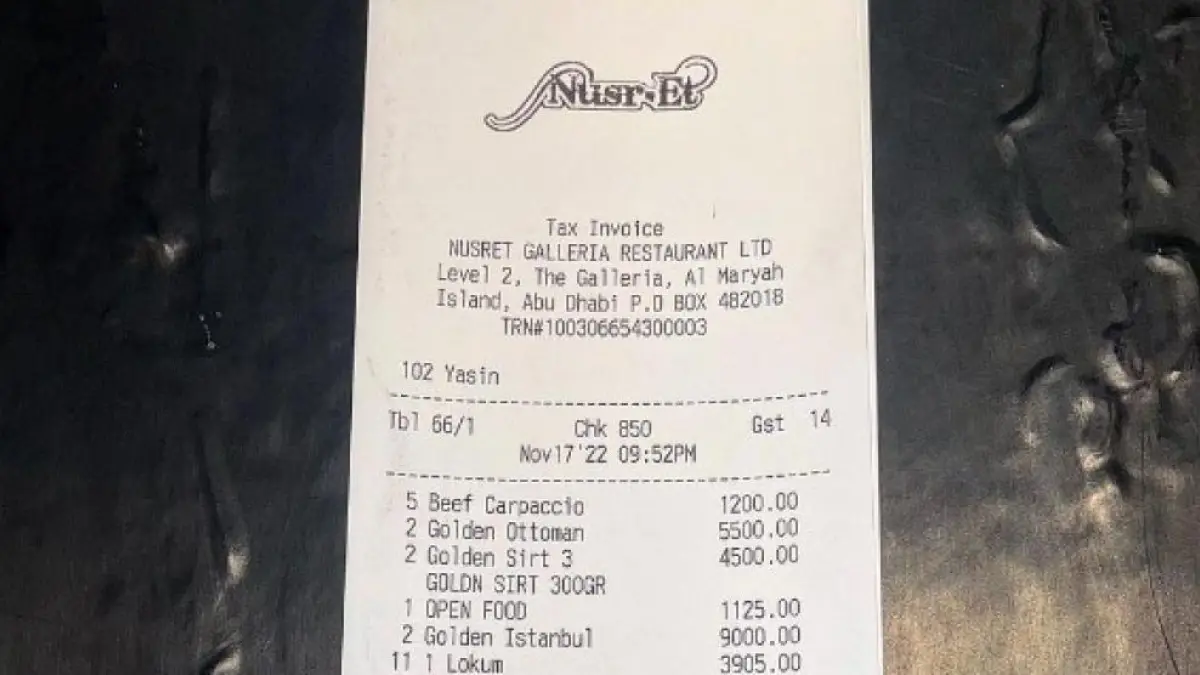 Nusr-Et
Tax Invoice
NUSRET GALLERIA RESTAURANT LTD
Level 2, The Galleria, Al Maryah
Island, Abu Dhabi P.O BOX 482018
TRN#100306654300003
102 Yasin
Tbl 66/1 Chk 850 Gst 14
Nov17'22 09:52PM
5 Beef Carpaccio 1200.00
2 Golden Ottoman 5500.00
2 Golden Sirt 3 4500.00
GOLDN SIRT 300GR
1 OPEN FOOD 1125.00
2 Golden Istanbul 9000.00
11 1 Lokum 3905.00